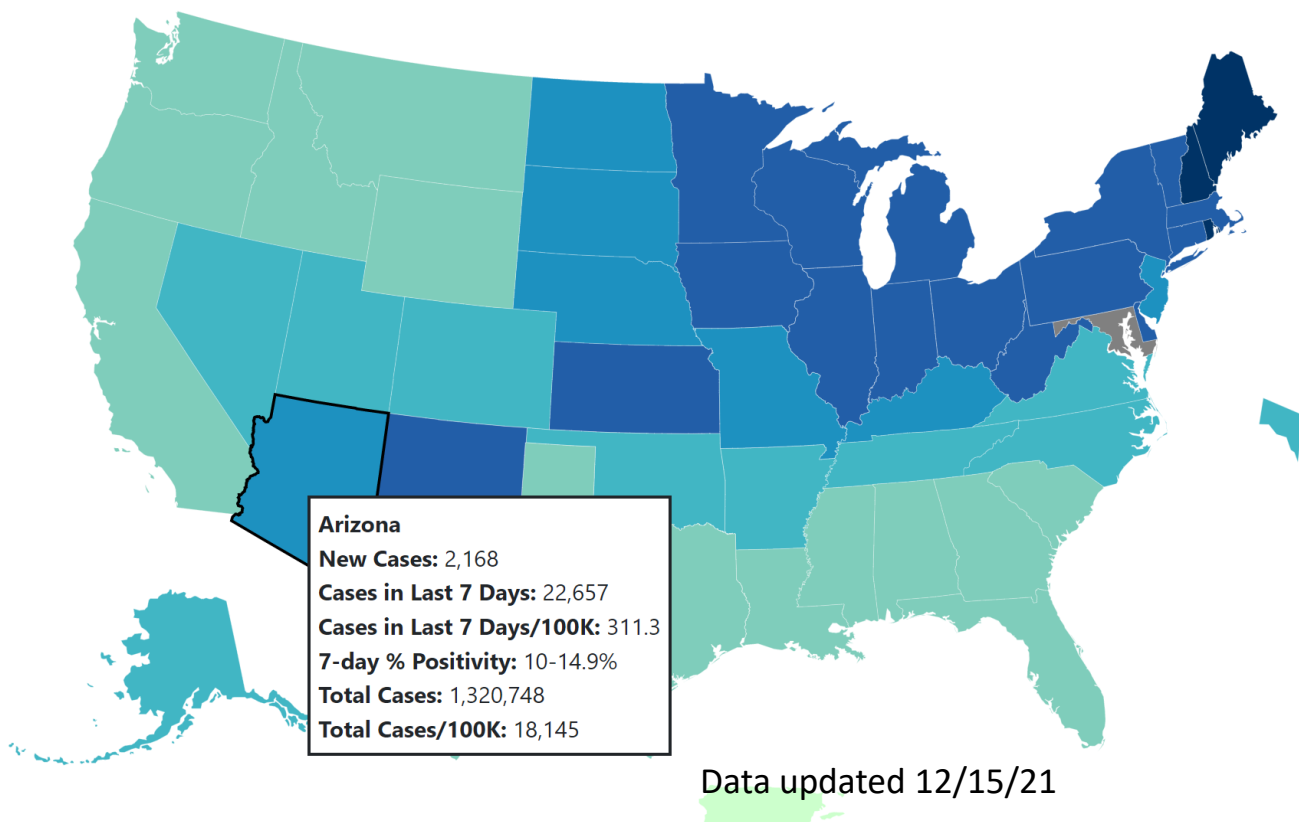 Arizona
New Cases: 2,168
Cases in Last 7 Days: 22,657
Cases in Last 7 Days/100K: 311.3
7-day % Positivity: 10-14.9%
Total Cases: 1,320,748
Total Cases/100K: 18,145
Data updated 12/15/21